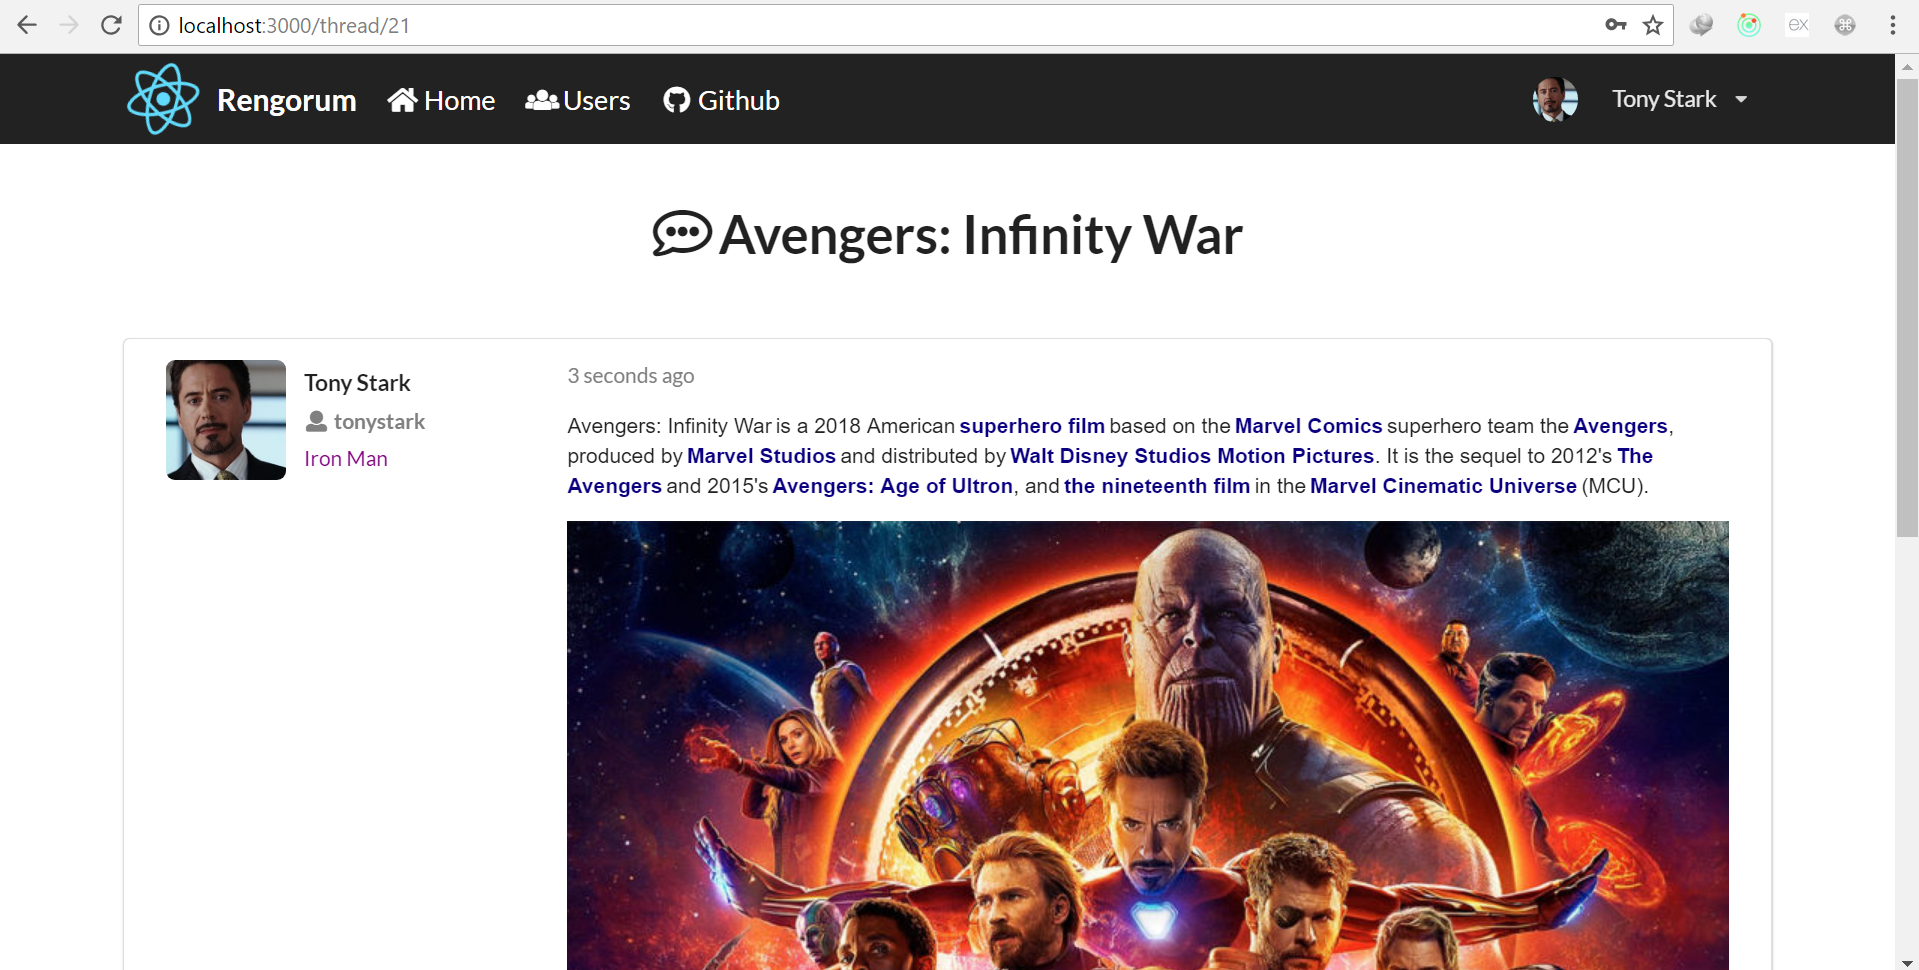 localhost:3000/thread/21
ex
Rengorum Home Users Github Tony Stark
Avengers: Infinity War
Tony Stark
tonystark
Iron Man
3 seconds ago
Avengers: Infinity War is a 2018 American superhero film based on the Marvel Comics superhero team the Avengers,
produced by Marvel Studios and distributed by Walt Disney Studios Motion Pictures. It is the sequel to 2012's The
Avengers and 2015's Avengers: Age of Ultron, and the nineteenth film in the Marvel Cinematic Universe (MCU).